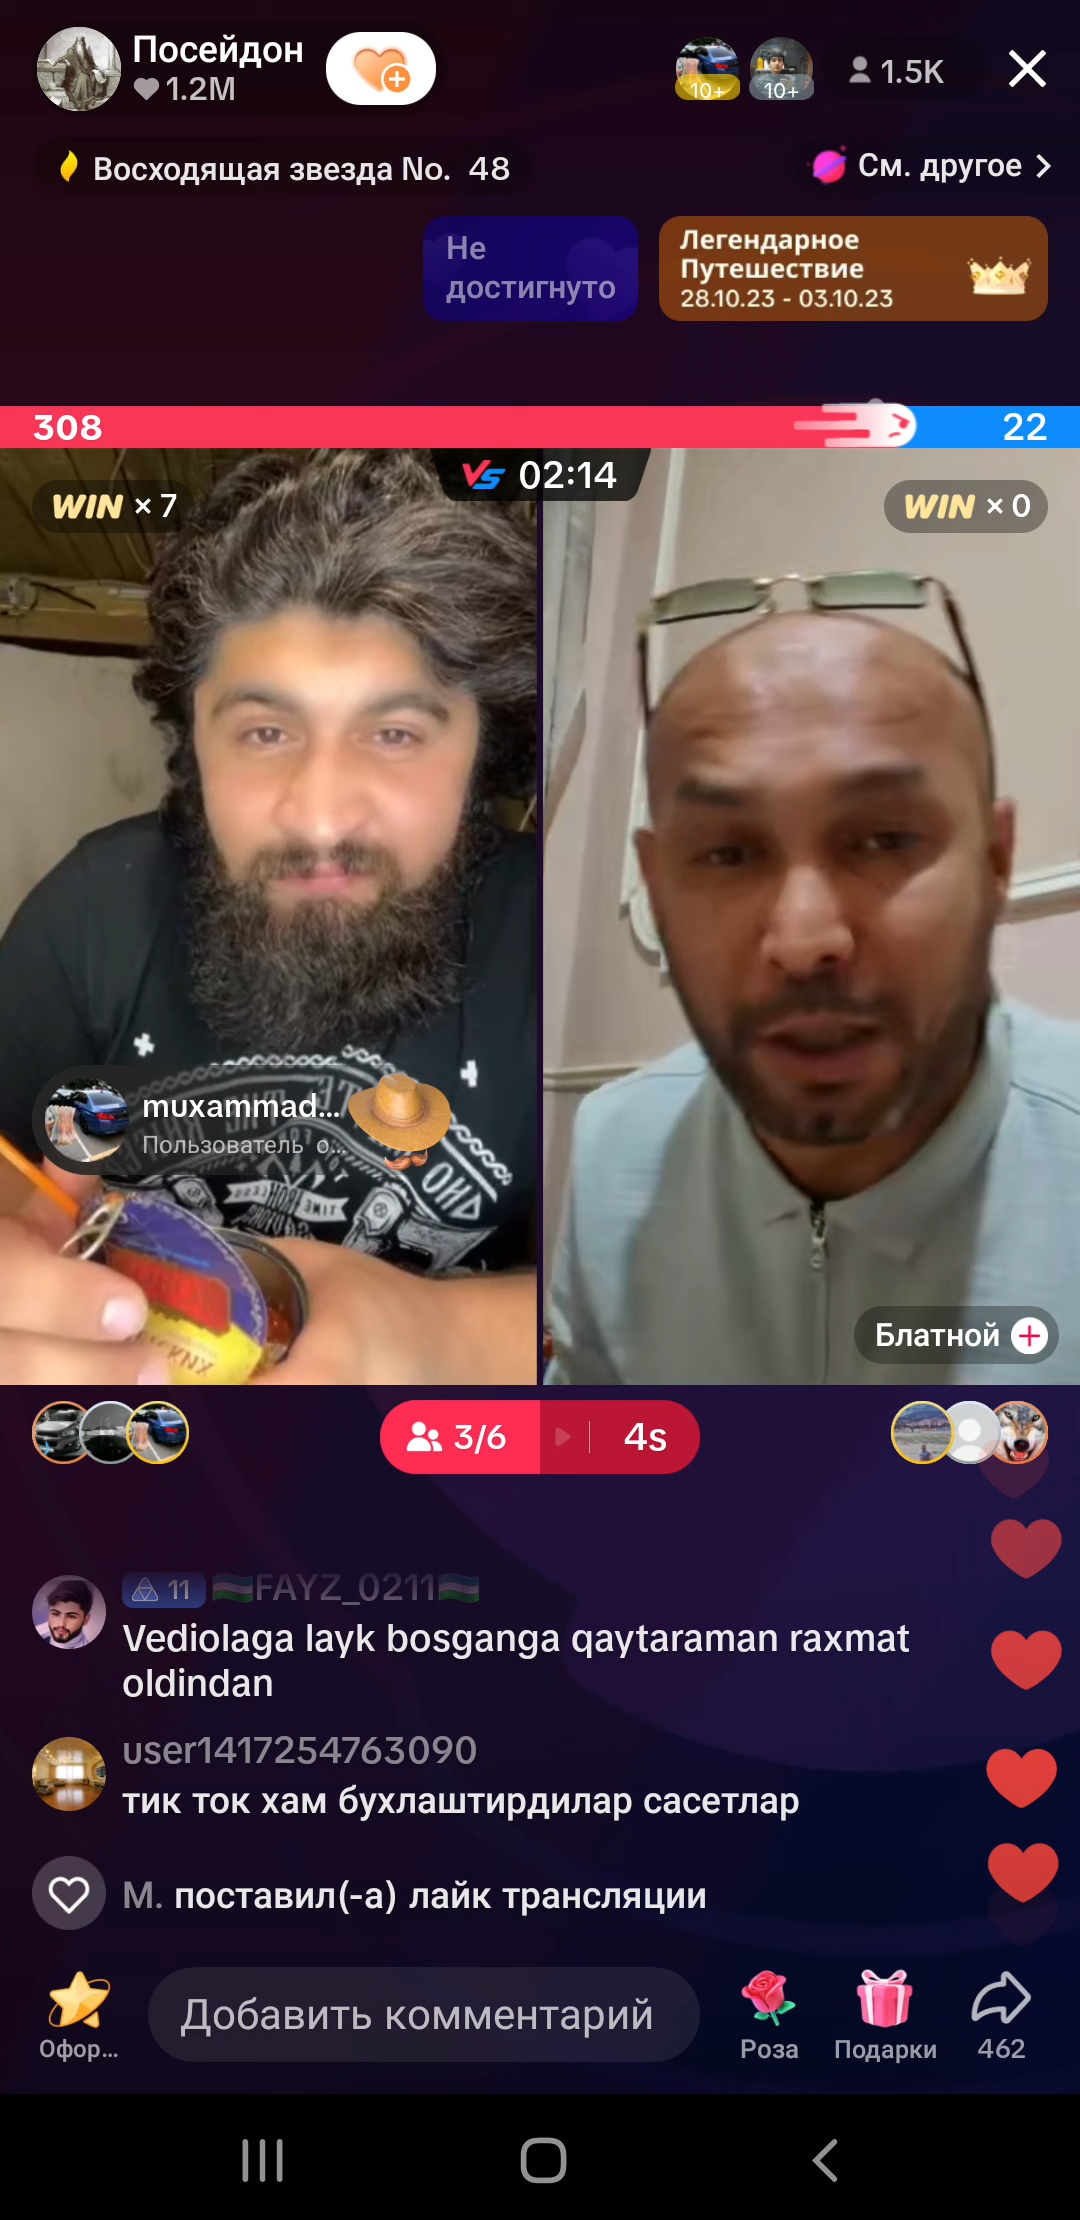 Посейдон
1.2M
10+
10+
1.5K
Восходящая звезда No. 48
См. другое
Не
достигнуто
Легендарное
Путешествие
28.10.23 - 03.10.23
308
22
VS 02:14
WIN × 7
WIN × 0
muxammad...
Пользователь о...
TIME
Блатной
3/6
4s
11 FAYZ_0211
Vediolaga layk bosganga qaytaraman raxmat
oldindan
user1417254763090
тик ток хам бухлаштирдилар сасетлар
М. поставил(-а) лайк трансляции
Офор...
Добавить комментарий
Роза
Подарки
462